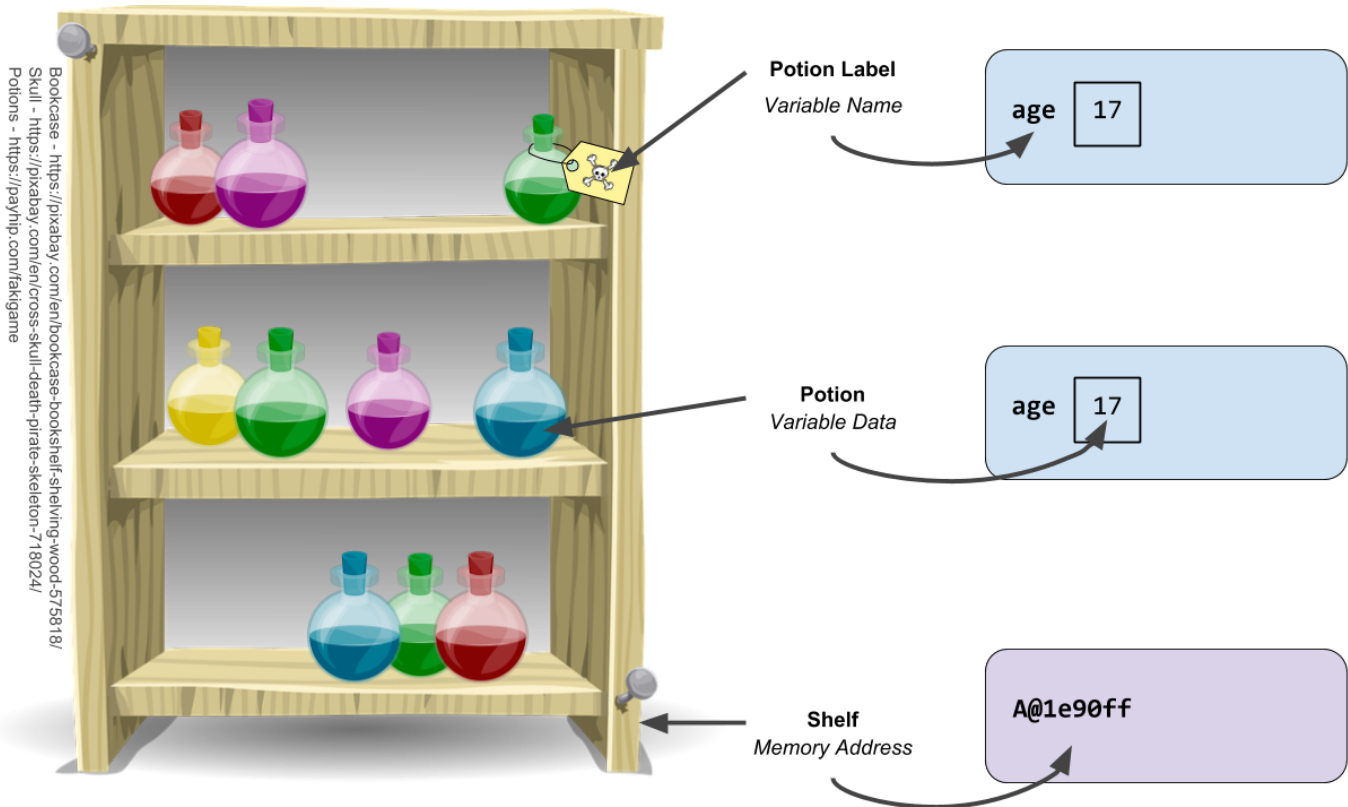 Bookcase - https://pixabay.com/en/bookcase-bookshelf-shelving-wood-575818/
Skull - https://pixabay.com/en/cross-skull-death-pirate-skeleton-718024/
Potions - https://payhip.com/fakigame
Potion Label
Variable Name
age 17
Potion
Variable Data
age 17
Shelf
Memory Address
A@1e90ff